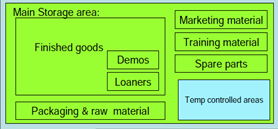 Main Storage area:
Finished goods
Demos
Loaners
Packaging & raw material
Marketing material
Training material
Spare parts
Temp controlled areas